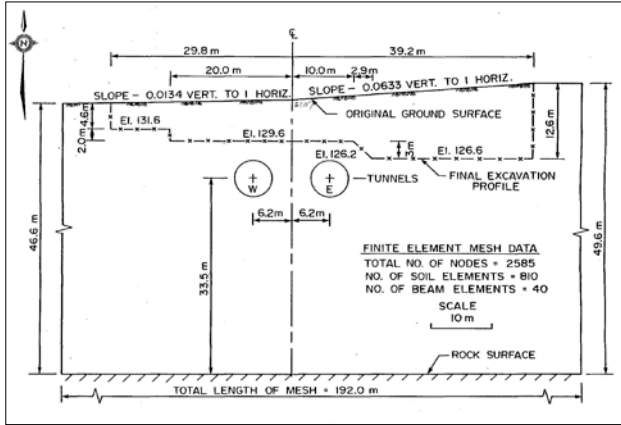 N
℄
29.8 m
39.2 m
20.0 m
10.0 m
2.9m
SLOPE - 0.0134 VERT. TO 1 HORIZ.
SLOPE - 0.0633 VERT. TO 1 HORIZ.
ORIGINAL GROUND SURFACE
4.6m
2.0m
El. 131.6
El. 129.6
El. 126.2
3m
El. 126.6
12.6m
W
E
TUNNELS
FINAL EXCAVATION
PROFILE
6.2m
6.2m
46.6 m
33.5 m
49.6 m
FINITE ELEMENT MESH DATA
TOTAL NO. OF NODES = 2585
NO. OF SOIL ELEMENTS = 810
NO. OF BEAM ELEMENTS = 40
SCALE
10 m
ROCK SURFACE
TOTAL LENGTH OF MESH = 192.0 m